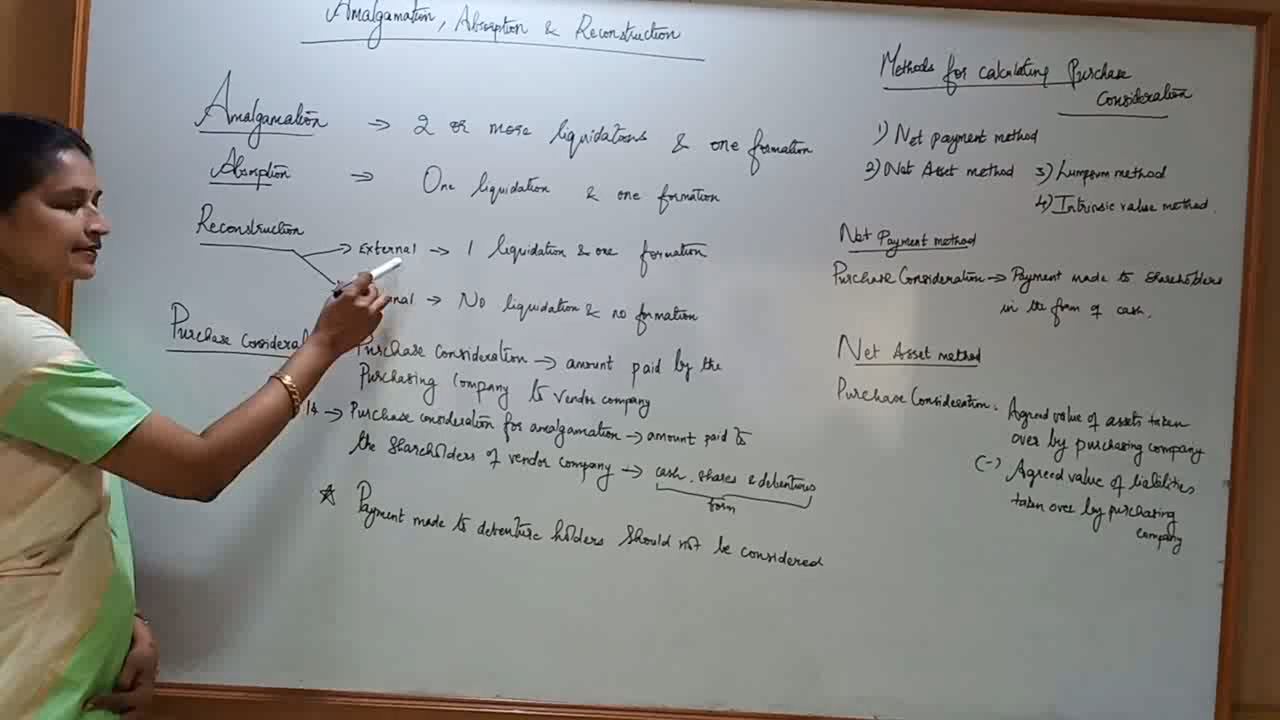 Amalgamation, Absorption & Reconstruction
Amalgamation → 2 or more liquidations & one formation
Absorption → One liquidation & one formation
Reconstruction
→ External → 1 liquidation & one formation
nal → No liquidation & no formation
Purchase Considerat
Purchase Consideration → amount paid by the
Purchasing Company to vendor company
14 → Purchase consideration for amalgamation → amount paid to
the shareholders of vendor company → cash, shares & debentures
form
☆ Payment made to debenture holders should not be considered
Methods for calculating Purchase
Consideration
1) Net payment method
2) Net Asset method 3) Lumpsum method
4) Intrinsic value method.
Net Payment method
Purchase Consideration → Payment made to shareholders
in the form of cash.
Net Asset method
Purchase Consideration: Agreed value of assets taken
over by purchasing company
(-) Agreed value of liabilities
taken over by purchasing
company